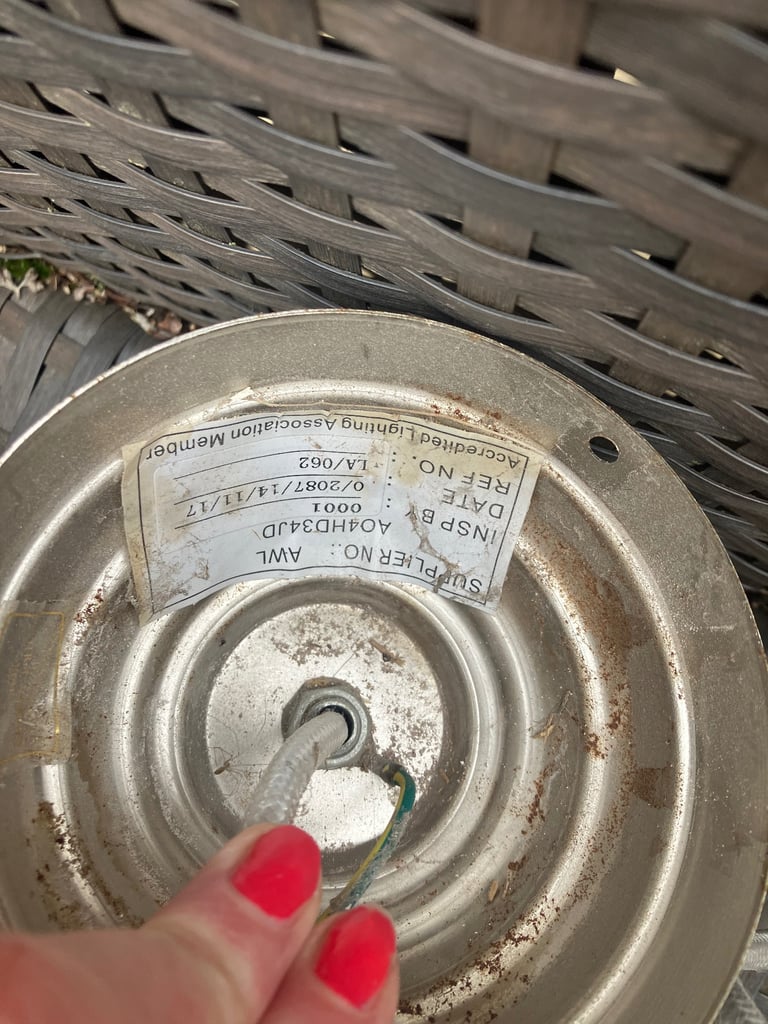 SUPPLIER NO.: AWL
AO4HD34JD
INSP BY : 0001
DATE : 0/2087/14/11/17
REF NO. : LA/062
Accredited Lighting Association Member